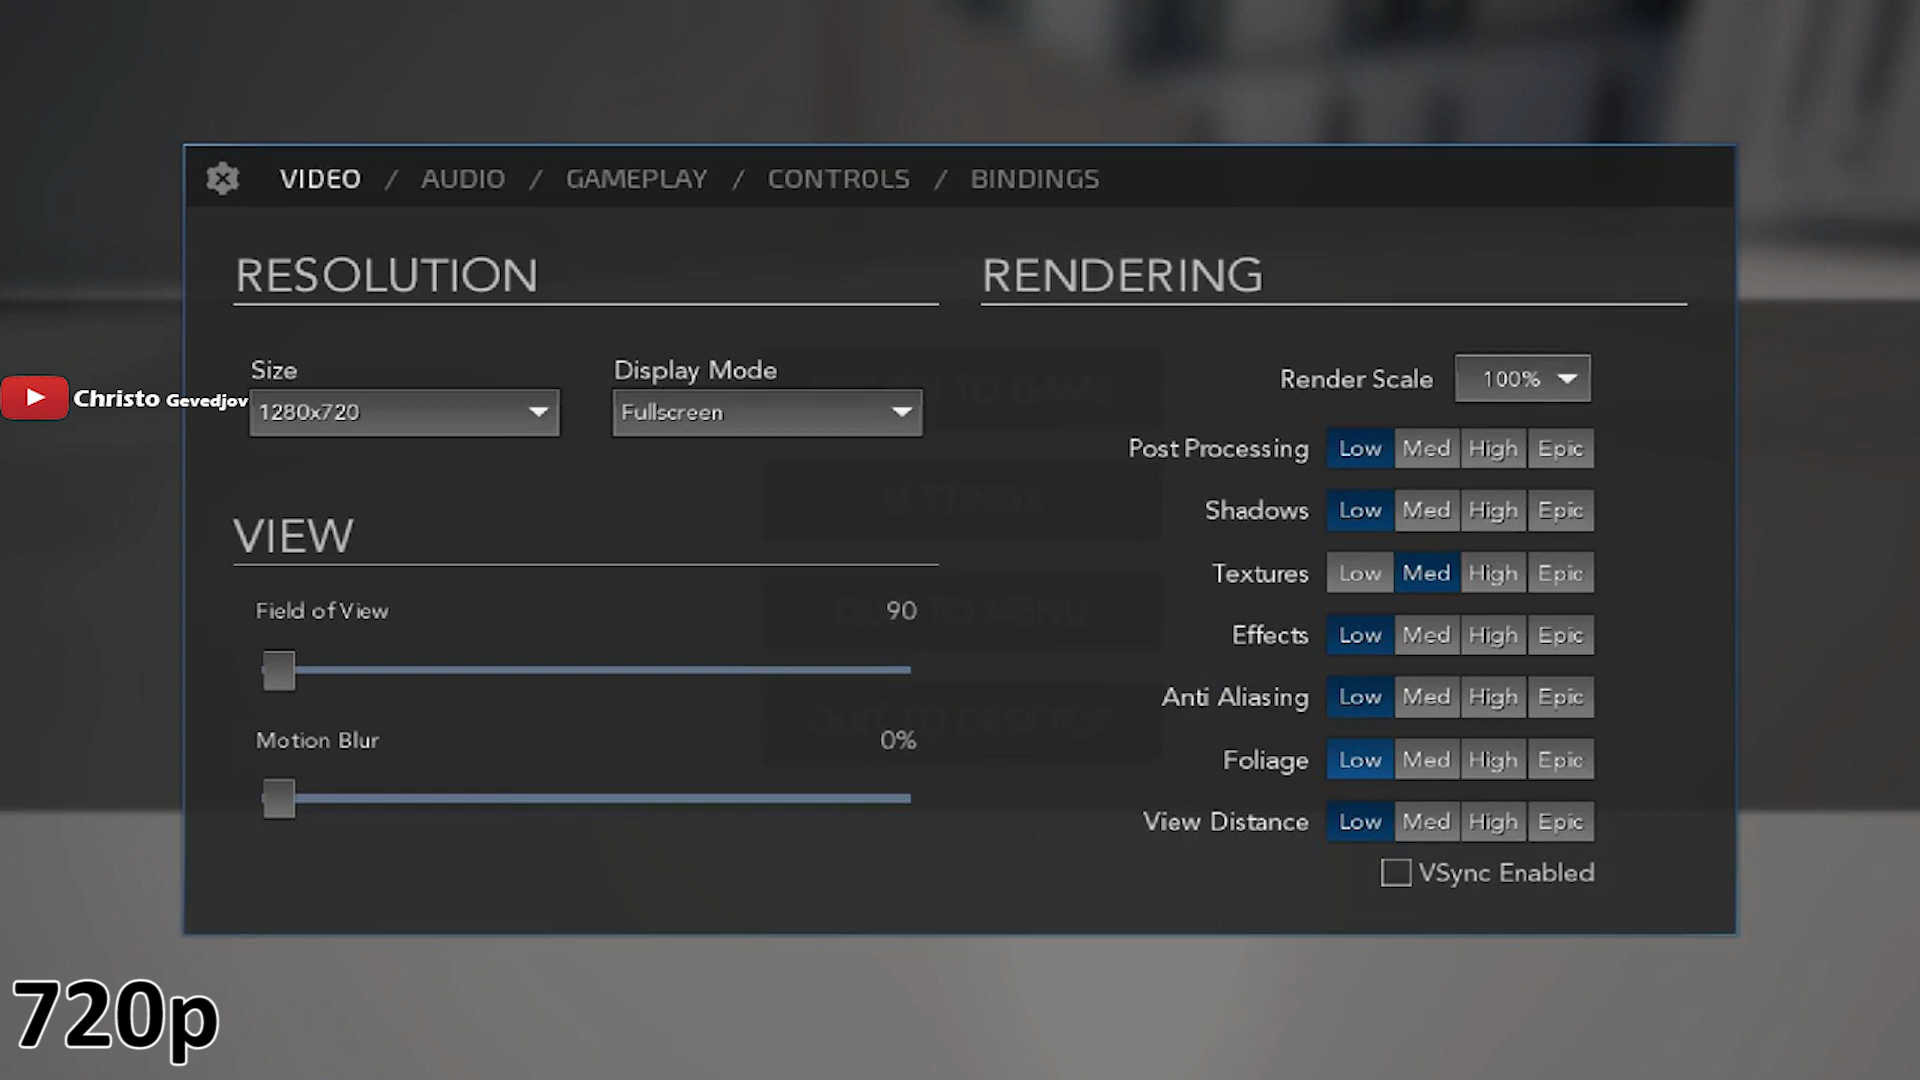 VIDEO / AUDIO / GAMEPLAY / CONTROLS / BINDINGS
RESOLUTION
Size
Display Mode
1280x720
Fullscreen
VIEW
Field of View 90
Motion Blur 0%
RENDERING
Render Scale 100%
Post Processing Low Med High Epic
Shadows Low Med High Epic
Textures Low Med High Epic
Effects Low Med High Epic
Anti Aliasing Low Med High Epic
Foliage Low Med High Epic
View Distance Low Med High Epic
VSync Enabled
Christo Gevedjov
720p